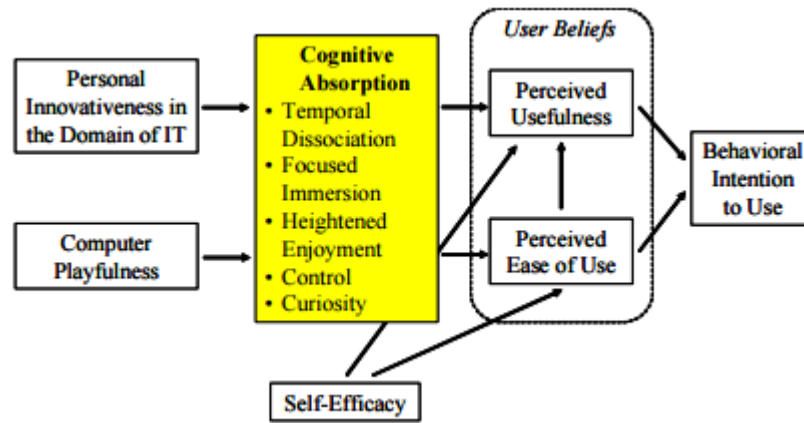 User Beliefs
Personal
Innovativeness in
the Domain of IT
Computer
Playfulness
Cognitive
Absorption
• Temporal
Dissociation
• Focused
Immersion
• Heightened
Enjoyment
• Control
• Curiosity
Perceived
Usefulness
Perceived
Ease of Use
Behavioral
Intention
to Use
Self-Efficacy